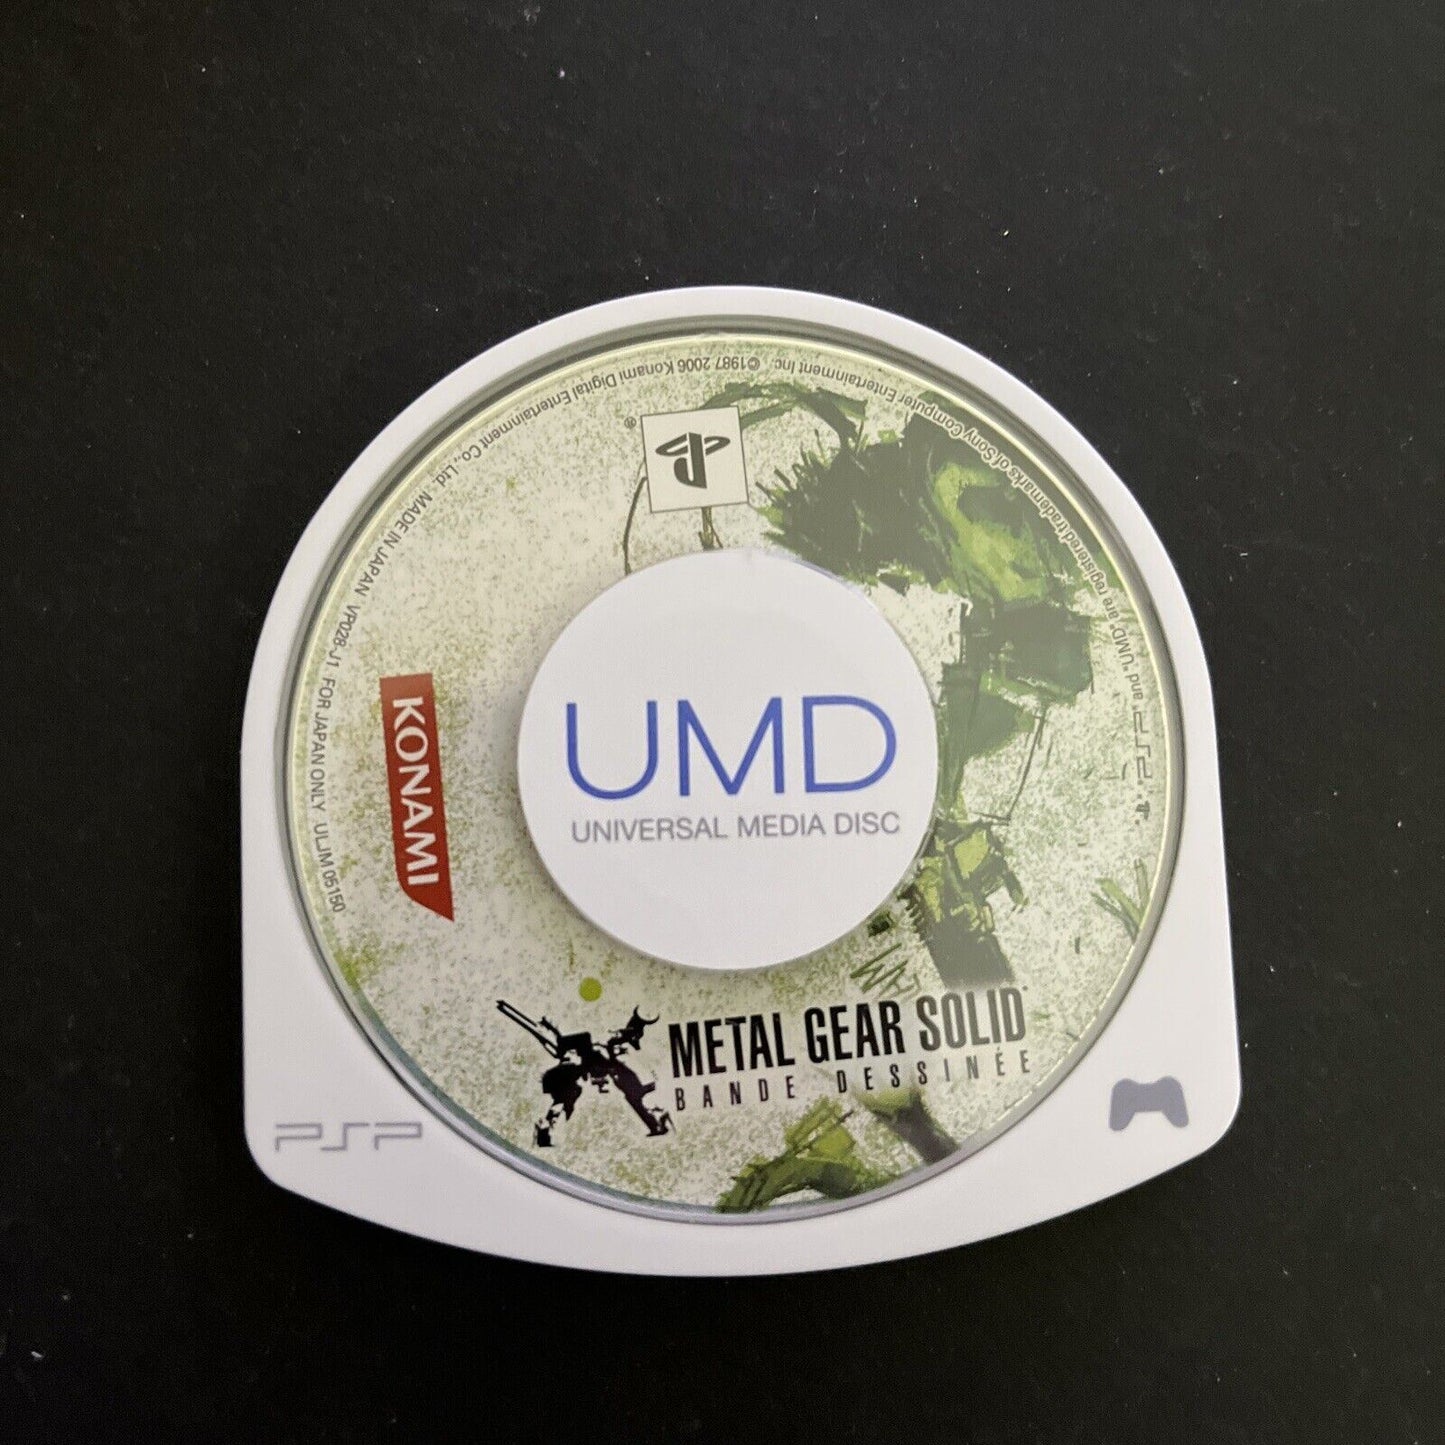 ©1987 2006 Konami Digital Entertainment Co., Ltd. MADE IN JAPAN VP028-J1 FOR JAPAN ONLY ULJM 05150
" and "UMD" are registered trademarks of Sony Computer Entertainment Inc.
KONAMI
UMD
UNIVERSAL MEDIA DISC
METAL GEAR SOLID
BANDE DESSINÉE
PSP